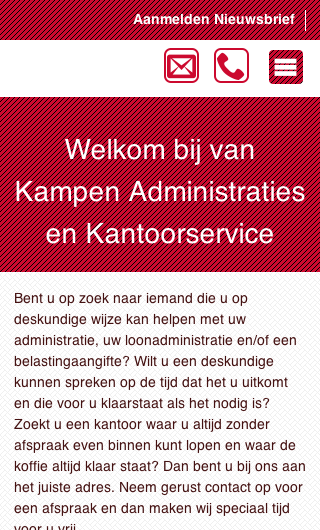 Aanmelden Nieuwsbrief
Welkom bij van
Kampen Administraties
en Kantoorservice
Bent u op zoek naar iemand die u op
deskundige wijze kan helpen met uw
administratie, uw loonadministratie en/of een
belastingaangifte? Wilt u een deskundige
kunnen spreken op de tijd dat het u uitkomt
en die voor u klaarstaat als het nodig is?
Zoekt u een kantoor waar u altijd zonder
afspraak even binnen kunt lopen en waar de
koffie altijd klaar staat? Dan bent u bij ons aan
het juiste adres. Neem gerust contact op voor
een afspraak en dan maken wij speciaal tijd
voor u vrij.